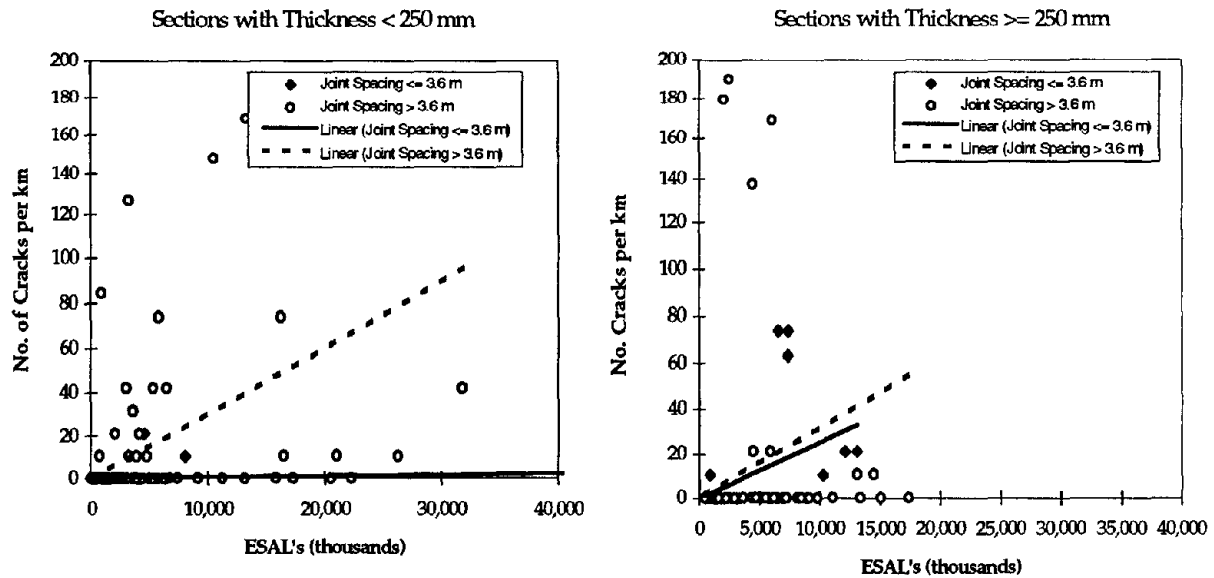 Sections with Thickness < 250 mm
200
180
160
140
120
100
80
60
40
20
0
No. of Cracks per km
Joint Spacing <= 3.6 m
Joint Spacing > 3.6 m
Linear (Joint Spacing <= 3.6 m)
Linear (Joint Spacing > 3.6 m)
0 10,000 20,000 30,000 40,000
ESAL's (thousands)
Sections with Thickness >= 250 mm
200
180
160
140
120
100
80
60
40
20
0
No. Cracks per km
Joint Spacing <= 3.6 m
Joint Spacing > 3.6 m
Linear (Joint Spacing <= 3.6 m)
Linear (Joint Spacing > 3.6 m)
0 5,000 10,000 15,000 20,000 25,000 30,000 35,000 40,000
ESAL's (thousands)